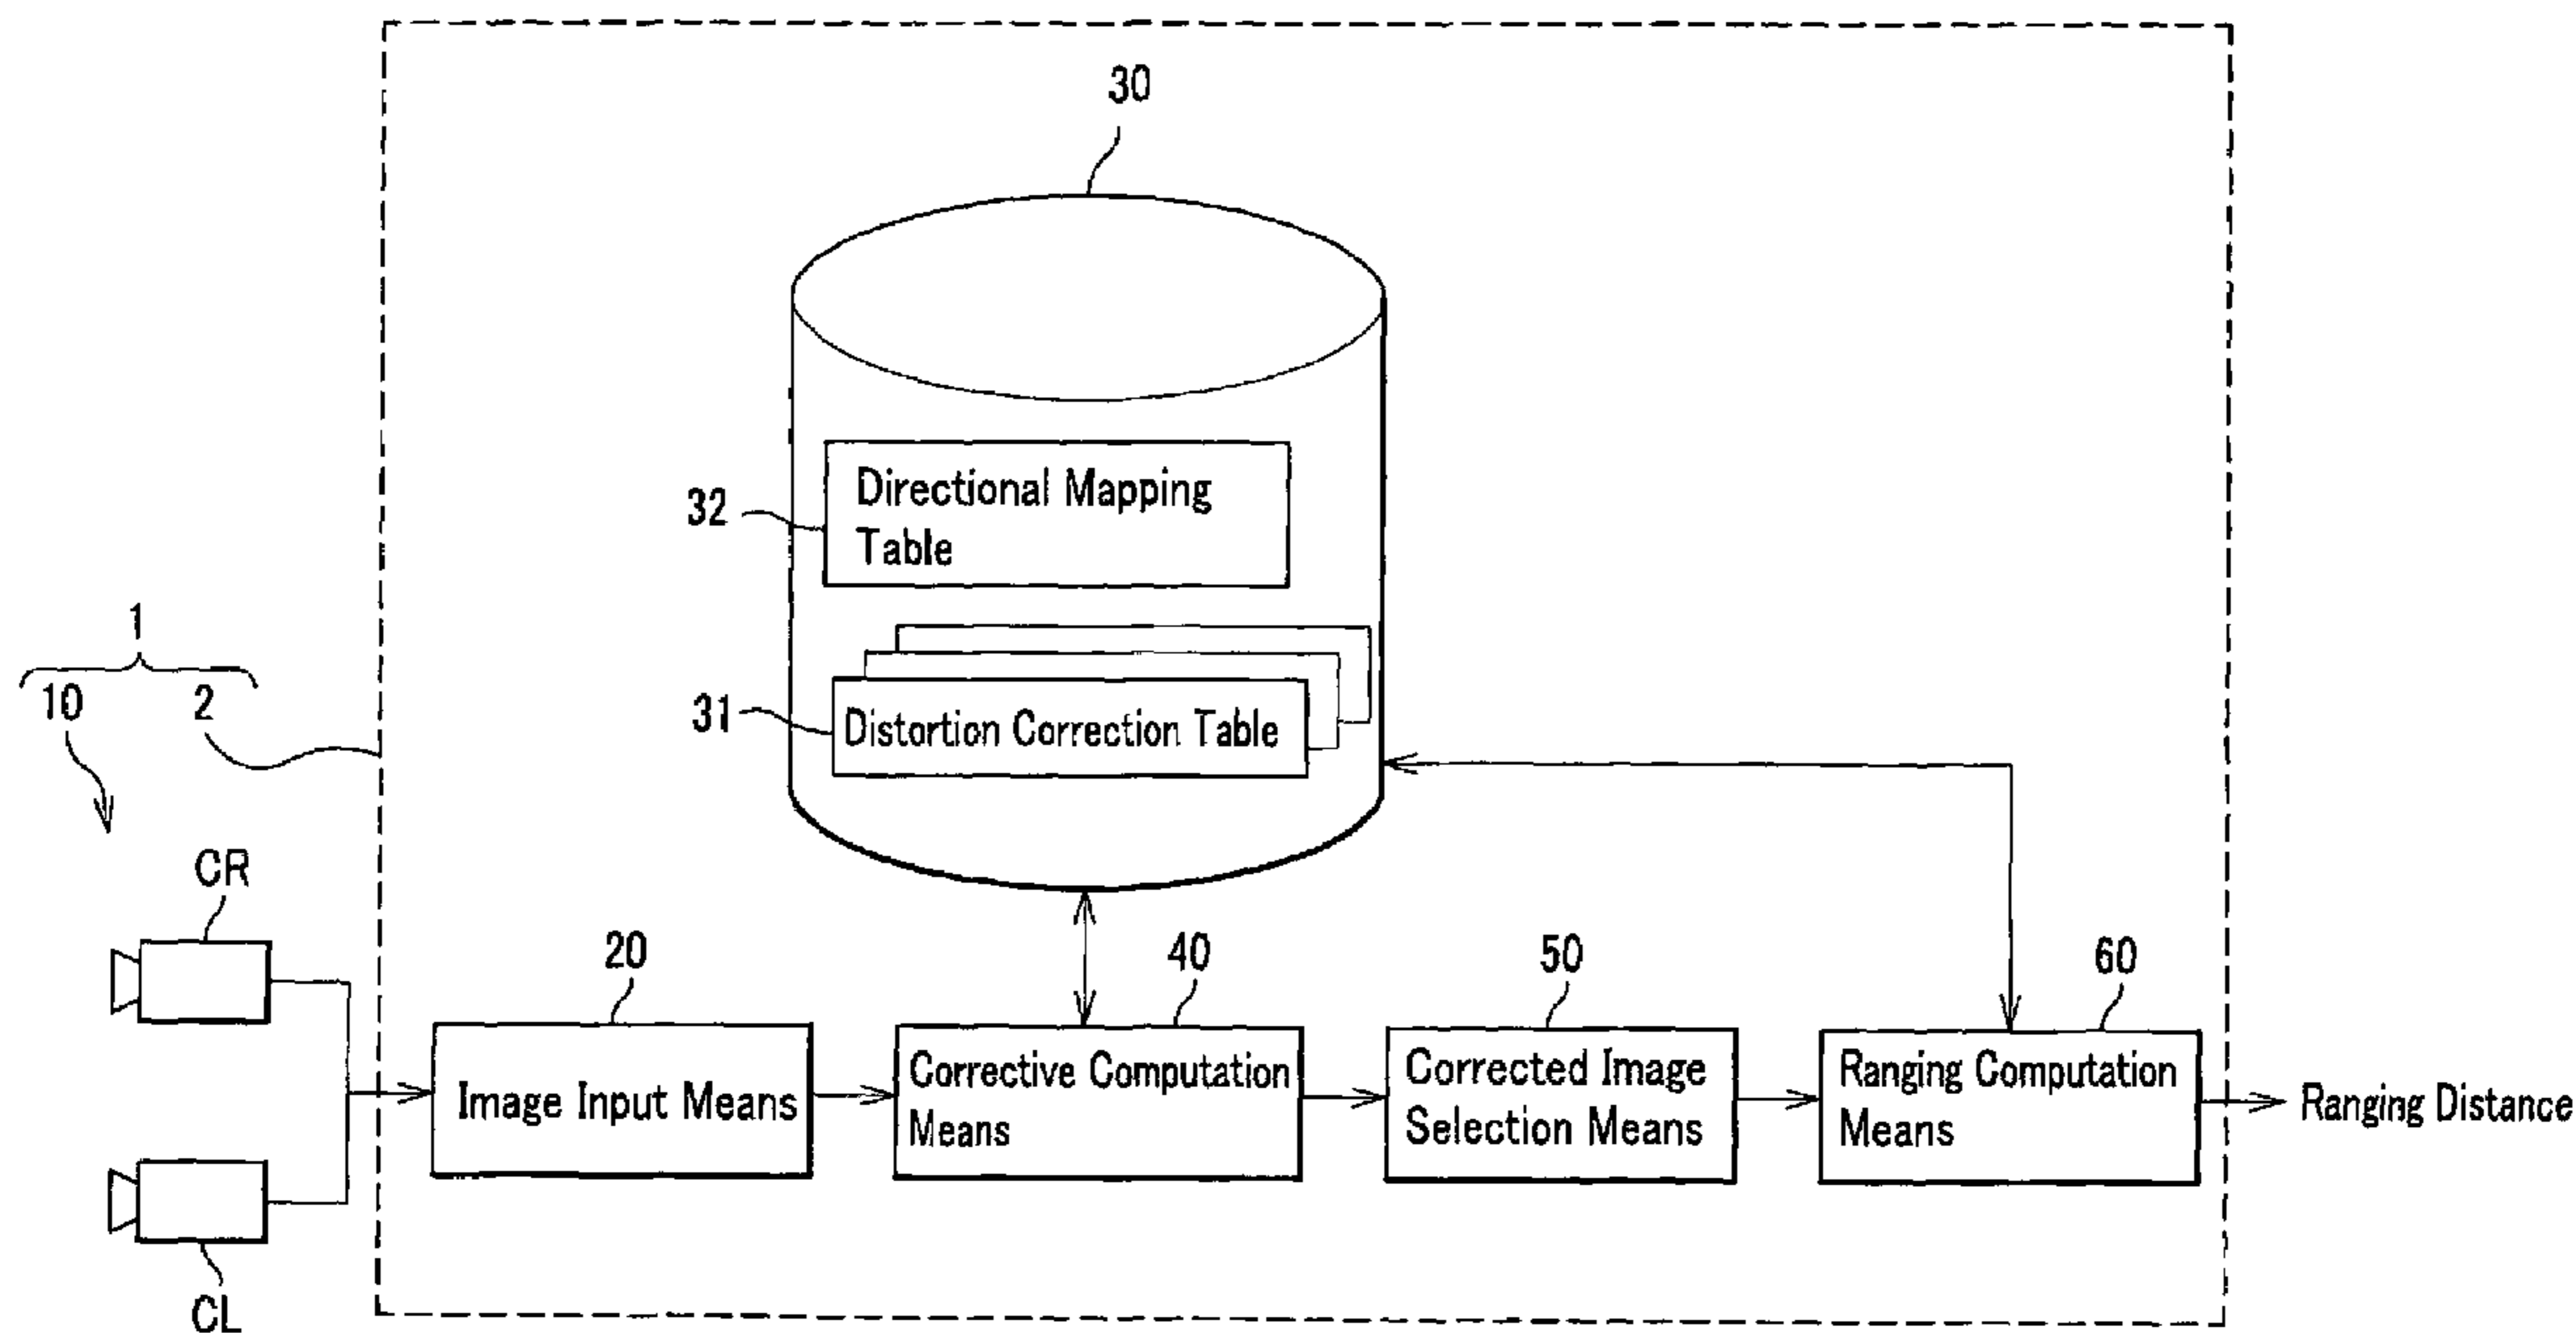 30
Directional Mapping
Table
32
31
Distortion Correction Table
1
10
2
CR
CL
20
Image Input Means
40
Corrective Computation
Means
50
Corrected Image
Selection Means
60
Ranging Computation
Means
Ranging Distance